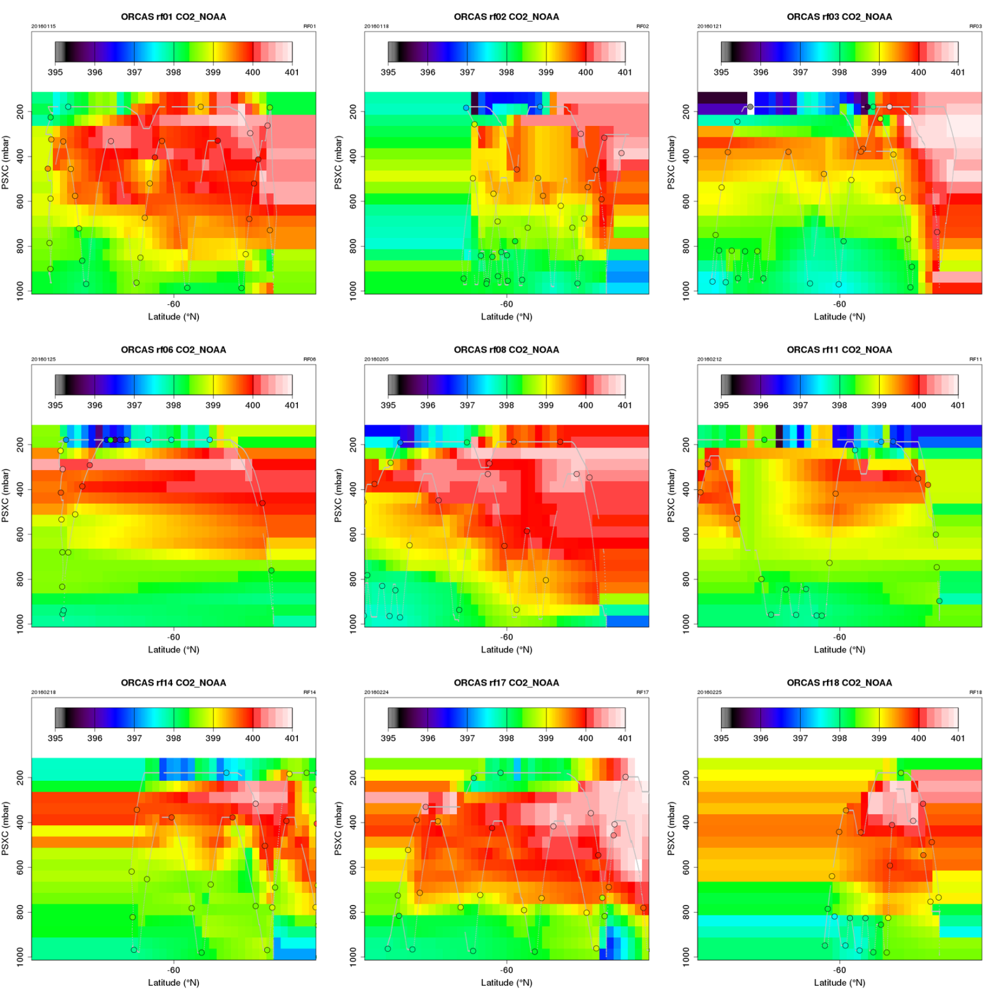 ORCAS rf01 CO2_NOAA
20160115 RF01
395 396 397 398 399 400 401
200
400
600
800
1000
PSXC (mbar)
-60
Latitude (°N)
ORCAS rf02 CO2_NOAA
20160118 RF02
395 396 397 398 399 400 401
200
400
600
800
1000
PSXC (mbar)
-60
Latitude (°N)
ORCAS rf03 CO2_NOAA
20160121 RF03
395 396 397 398 399 400 401
200
400
600
800
1000
PSXC (mbar)
-60
Latitude (°N)
ORCAS rf06 CO2_NOAA
20160125 RF06
395 396 397 398 399 400 401
200
400
600
800
1000
PSXC (mbar)
-60
Latitude (°N)
ORCAS rf08 CO2_NOAA
20160205 RF08
395 396 397 398 399 400 401
200
400
600
800
1000
PSXC (mbar)
-60
Latitude (°N)
ORCAS rf11 CO2_NOAA
20160212 RF11
395 396 397 398 399 400 401
200
400
600
800
1000
PSXC (mbar)
-60
Latitude (°N)
ORCAS rf14 CO2_NOAA
20160218 RF14
395 396 397 398 399 400 401
200
400
600
800
1000
PSXC (mbar)
-60
Latitude (°N)
ORCAS rf17 CO2_NOAA
20160224 RF17
395 396 397 398 399 400 401
200
400
600
800
1000
PSXC (mbar)
-60
Latitude (°N)
ORCAS rf18 CO2_NOAA
20160225 RF18
395 396 397 398 399 400 401
200
400
600
800
1000
PSXC (mbar)
-60
Latitude (°N)